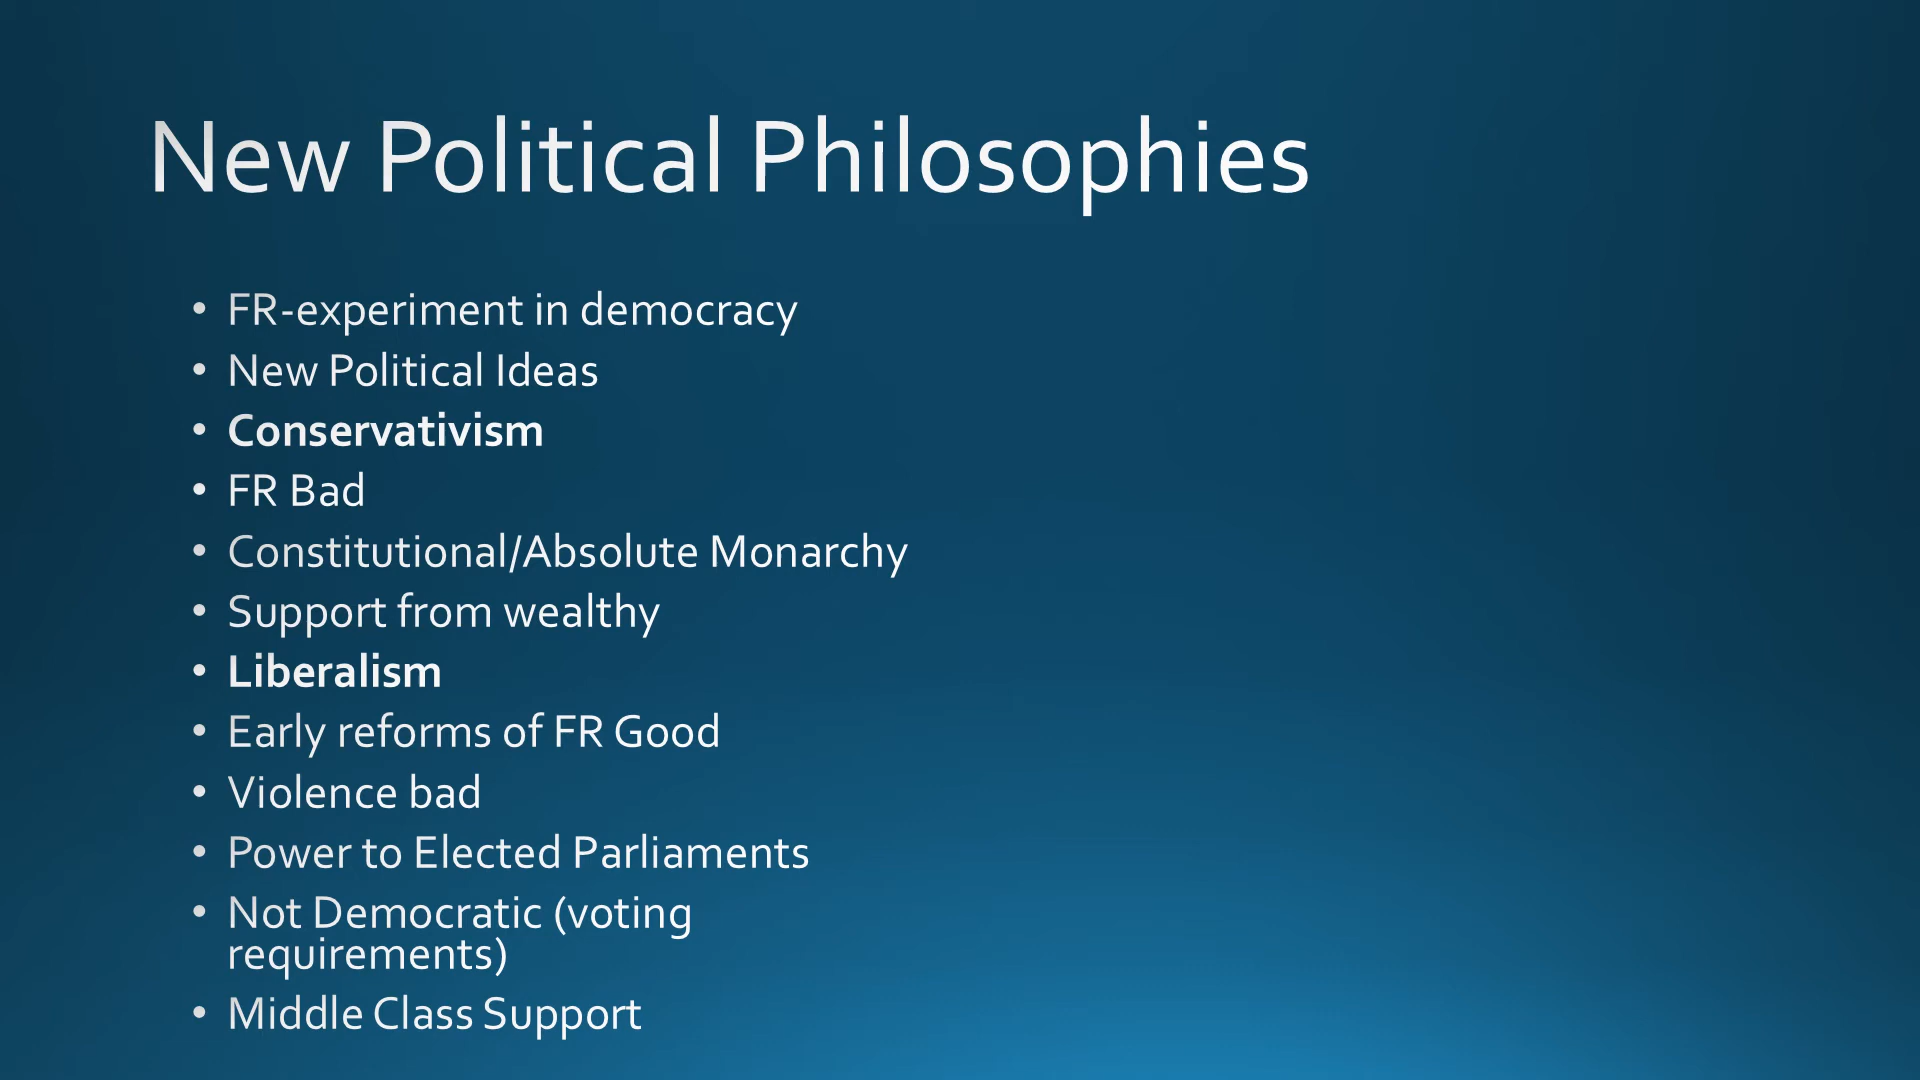 New Political Philosophies
• FR-experiment in democracy
• New Political Ideas
• Conservativism
• FR Bad
• Constitutional/Absolute Monarchy
• Support from wealthy
• Liberalism
• Early reforms of FR Good
• Violence bad
• Power to Elected Parliaments
• Not Democratic (voting
requirements)
• Middle Class Support